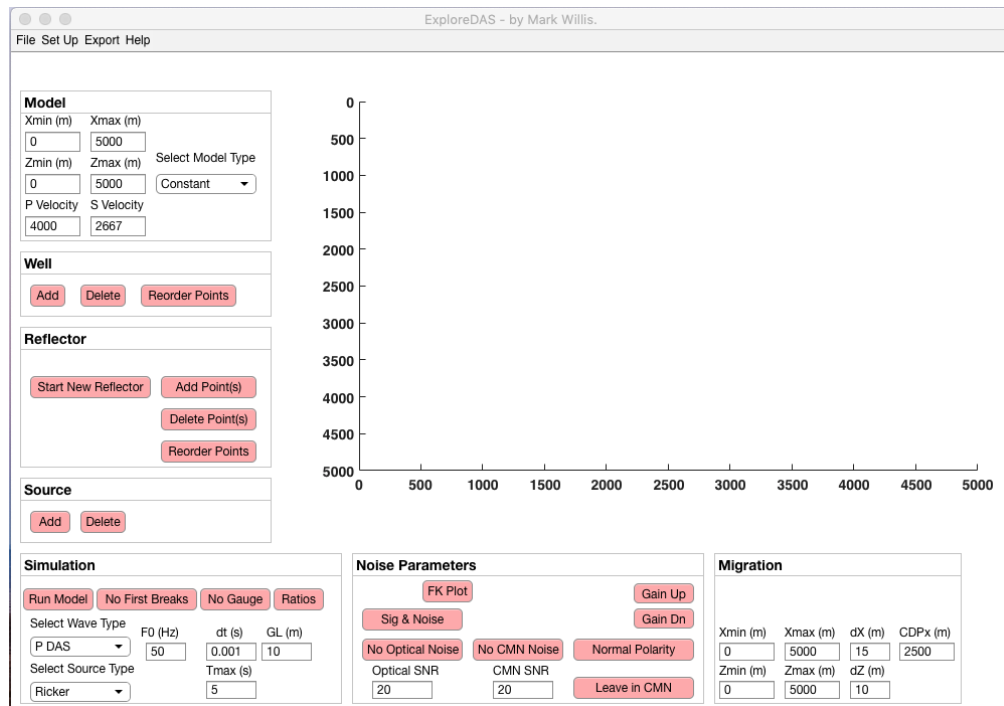 ExploreDAS - by Mark Willis.
File Set Up Export Help
Model
Xmin (m) Xmax (m)
0 5000
Zmin (m) Zmax (m) Select Model Type
0 5000 Constant
P Velocity S Velocity
4000 2667
Well
Add Delete Reorder Points
Reflector
Start New Reflector Add Point(s)
Delete Point(s)
Reorder Points
Source
Add Delete
0
500
1000
1500
2000
2500
3000
3500
4000
4500
5000
0 500 1000 1500 2000 2500 3000 3500 4000 4500 5000
Simulation
Run Model No First Breaks No Gauge Ratios
Select Wave Type F0 (Hz) dt (s) GL (m)
P DAS 50 0.001 10
Select Source Type Tmax (s)
Ricker 5
Noise Parameters
FK Plot Gain Up
Sig & Noise Gain Dn
No Optical Noise No CMN Noise Normal Polarity
Optical SNR CMN SNR
20 20 Leave in CMN
Migration
Xmin (m) Xmax (m) dX (m) CDPx (m)
0 5000 15 2500
Zmin (m) Zmax (m) dZ (m)
0 5000 10